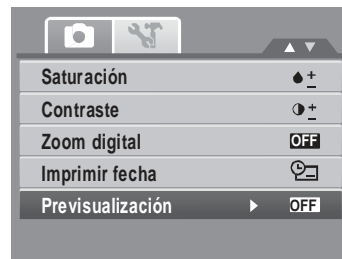 Saturación
Contraste
Zoom digital OFF
Imprimir fecha
Previsualización OFF